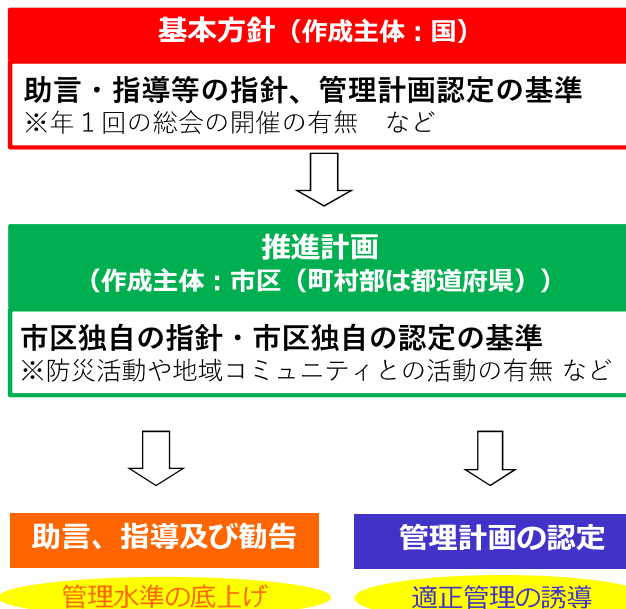 基本方針（作成主体：国）
助言・指導等の指針、管理計画認定の基準
※年１回の総会の開催の有無　など
推進計画
（作成主体：市区（町村部は都道府県））
市区独自の指針・市区独自の認定の基準
※防災活動や地域コミュニティとの活動の有無 など
助言、指導及び勧告
管理計画の認定
管理水準の底上げ
適正管理の誘導